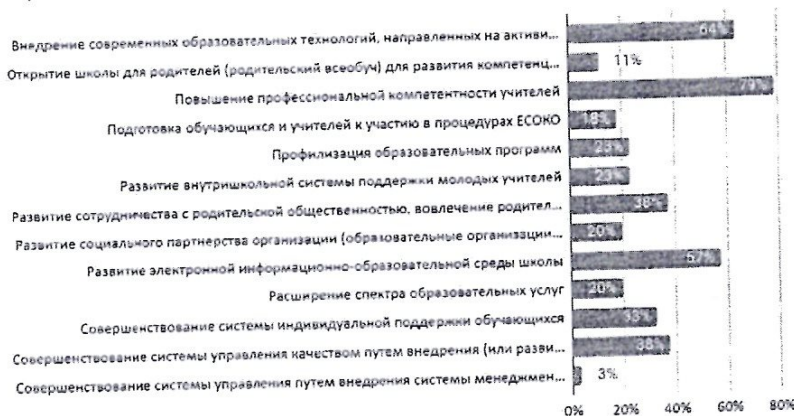 Внедрение современных образовательных технологий, направленных на активи... 64%
Открытие школы для родителей (родительский всеобуч) для развития компетенц... 11%
Повышение профессиональной компетентности учителей 79%
Подготовка обучающихся и учителей к участию в процедурах ЕСОКО 18%
Профилизация образовательных программ 23%
Развитие внутришкольной системы поддержки молодых учителей 23%
Развитие сотрудничества с родительской общественностью, вовлечение родител... 38%
Развитие социального партнерства организации (образовательные организации... 20%
Развитие электронной информационно-образовательной среды школы 57%
Расширение спектра образовательных услуг 20%
Совершенствование системы индивидуальной поддержки обучающихся 33%
Совершенствование системы управления качеством путем внедрения (или разви... 38%
Совершенствование системы управления путем внедрения системы менеджмен... 3%
0% 20% 40% 60% 80%